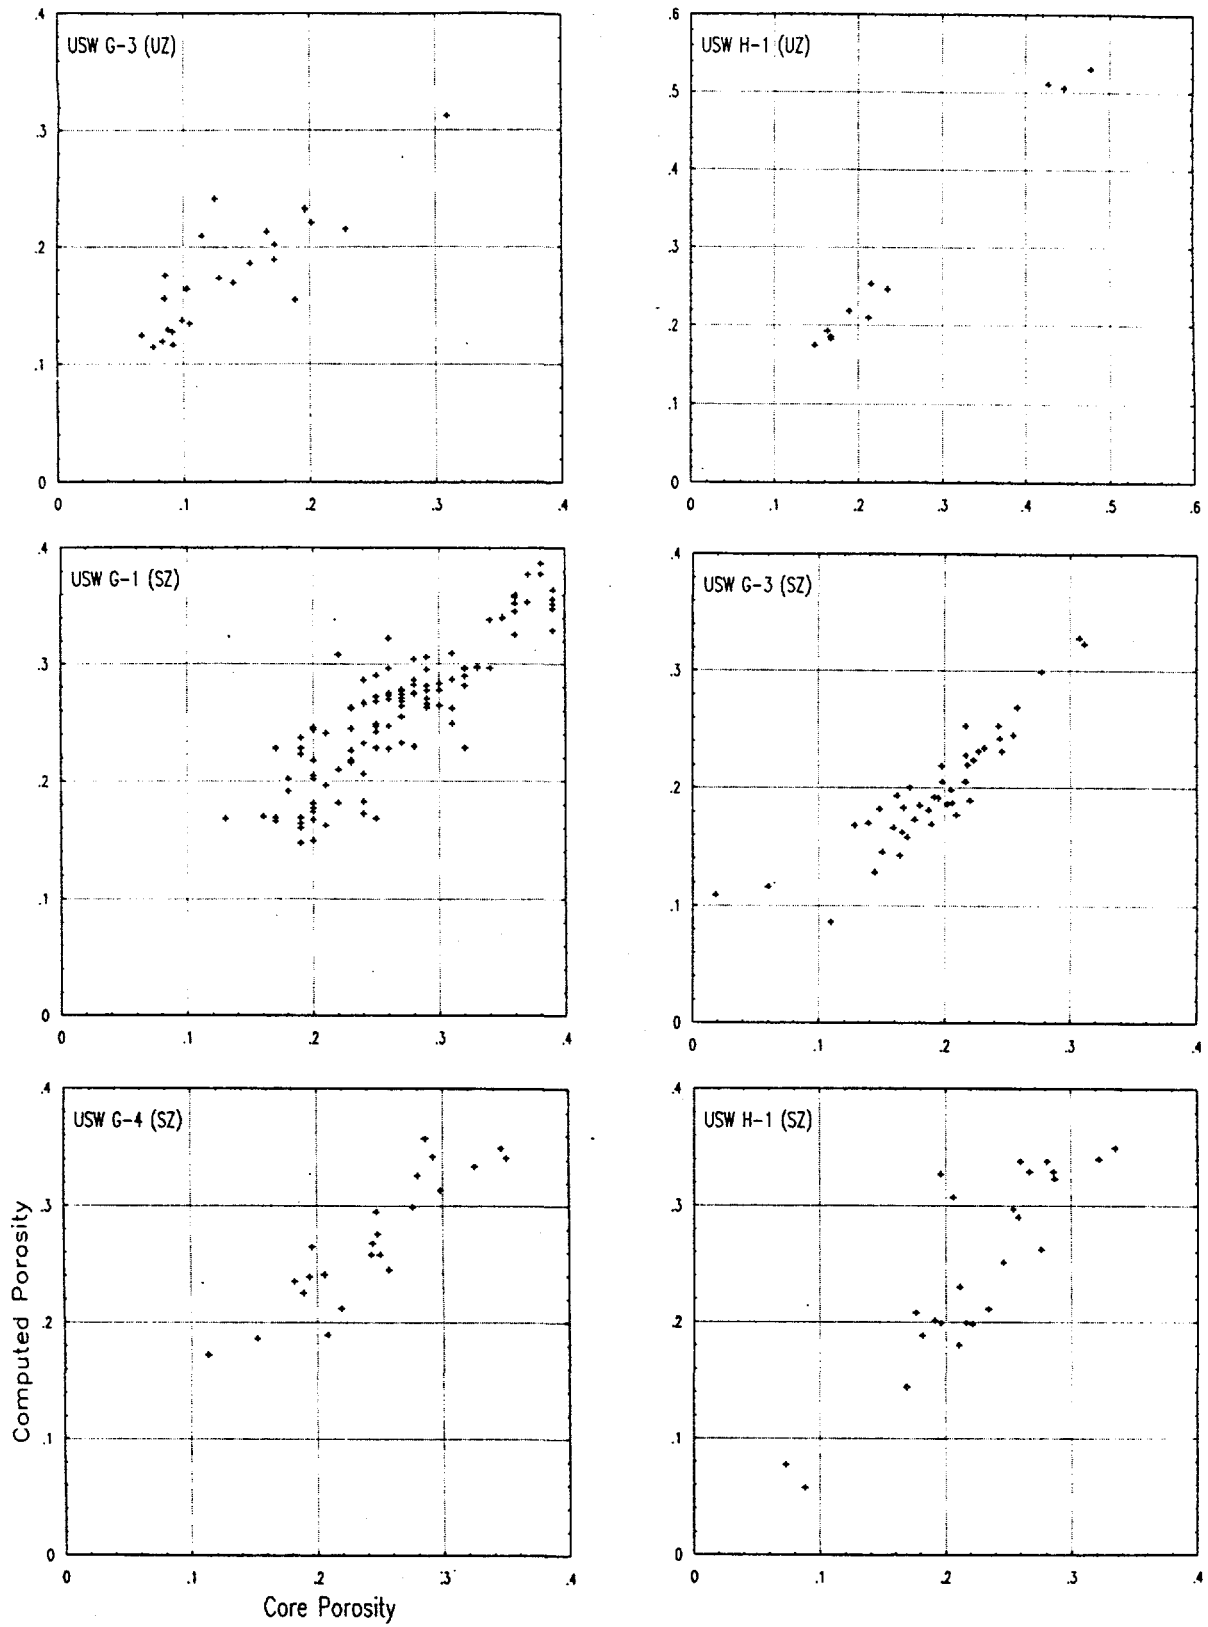 USW G-3 (UZ)
.4
.3
.2
.1
0
0 .1 .2 .3 .4
USW H-1 (UZ)
.6
.5
.4
.3
.2
.1
0
0 .1 .2 .3 .4 .5 .6
USW G-1 (SZ)
.4
.3
.2
.1
0
0 .1 .2 .3 .4
USW G-3 (SZ)
.4
.3
.2
.1
0
0 .1 .2 .3 .4
USW G-4 (SZ)
.4
.3
.2
.1
0
0 .1 .2 .3 .4
Computed Porosity
Core Porosity
USW H-1 (SZ)
.4
.3
.2
.1
0
0 .1 .2 .3 .4